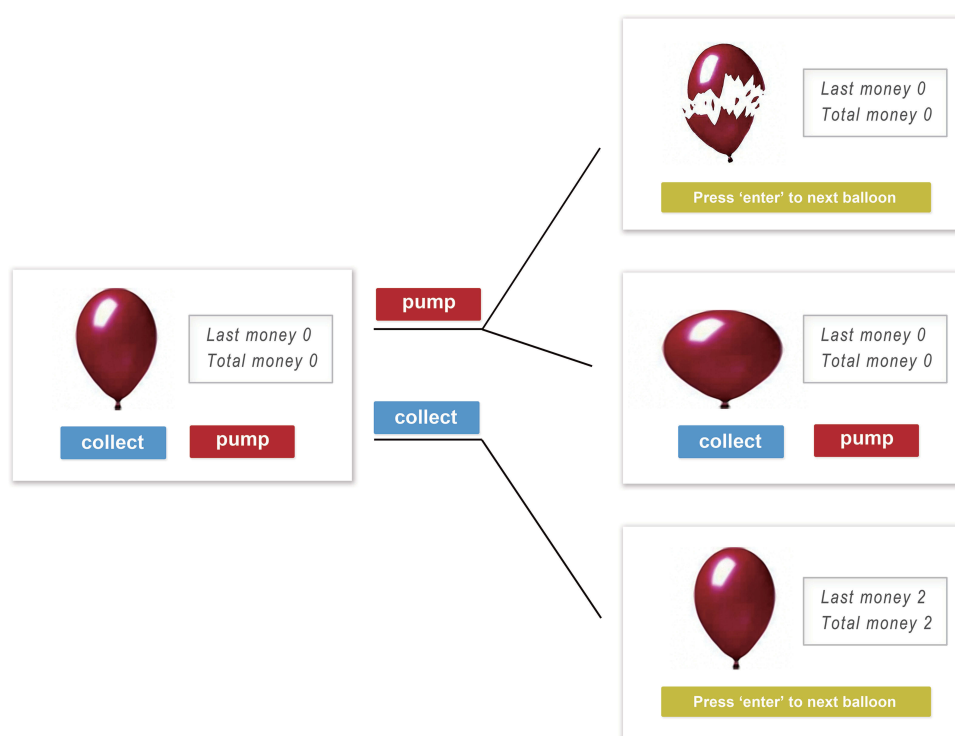 Last money 0
Total money 0
collect
pump
pump
collect
Last money 0
Total money 0
Press ‘enter’ to next balloon
Last money 0
Total money 0
collect
pump
Last money 2
Total money 2
Press ‘enter’ to next balloon